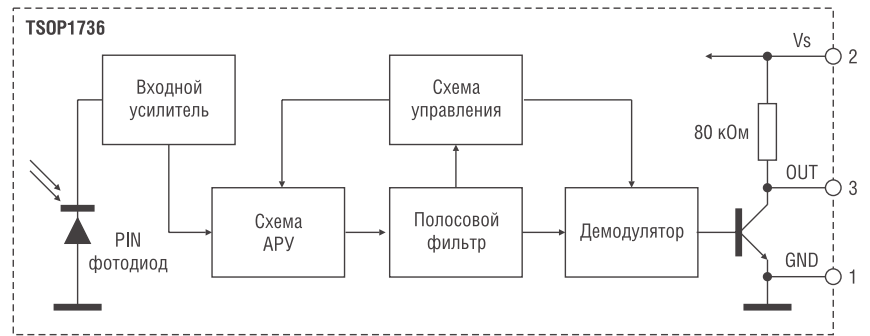 TSOP1736
Входной
усилитель
Схема
управления
Vs
2
80 кОм
OUT
3
Схема
АРУ
Полосовой
фильтр
Демодулятор
PIN
фотодиод
GND
1